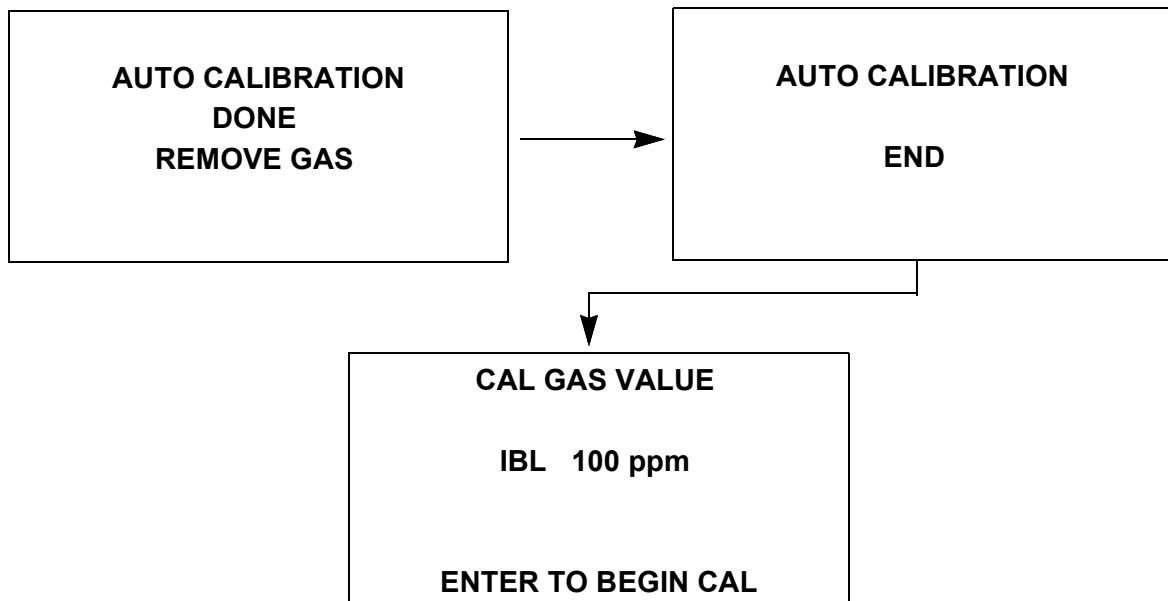 AUTO CALIBRATION
DONE
REMOVE GAS
AUTO CALIBRATION
END
CAL GAS VALUE
IBL 100 ppm
ENTER TO BEGIN CAL